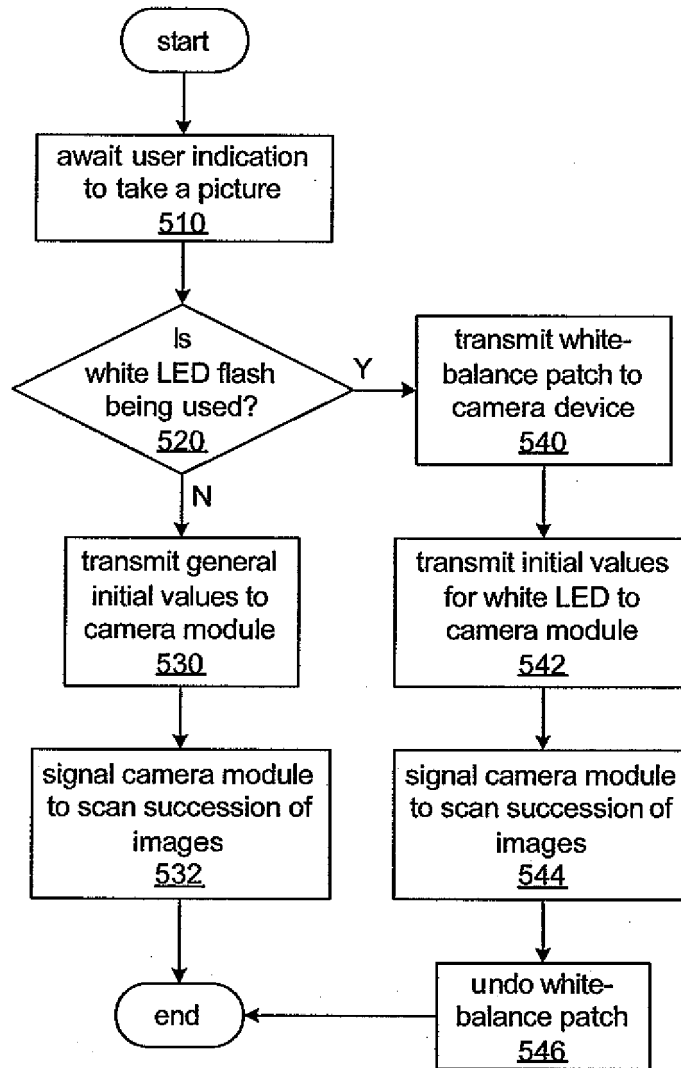 start
await user indication
to take a picture
510
Is
white LED flash
being used?
520
Y
N
transmit white-
balance patch to
camera device
540
transmit general
initial values to
camera module
530
transmit initial values
for white LED to
camera module
542
signal camera module
to scan succession of
images
532
signal camera module
to scan succession of
images
544
end
undo white-
balance patch
546